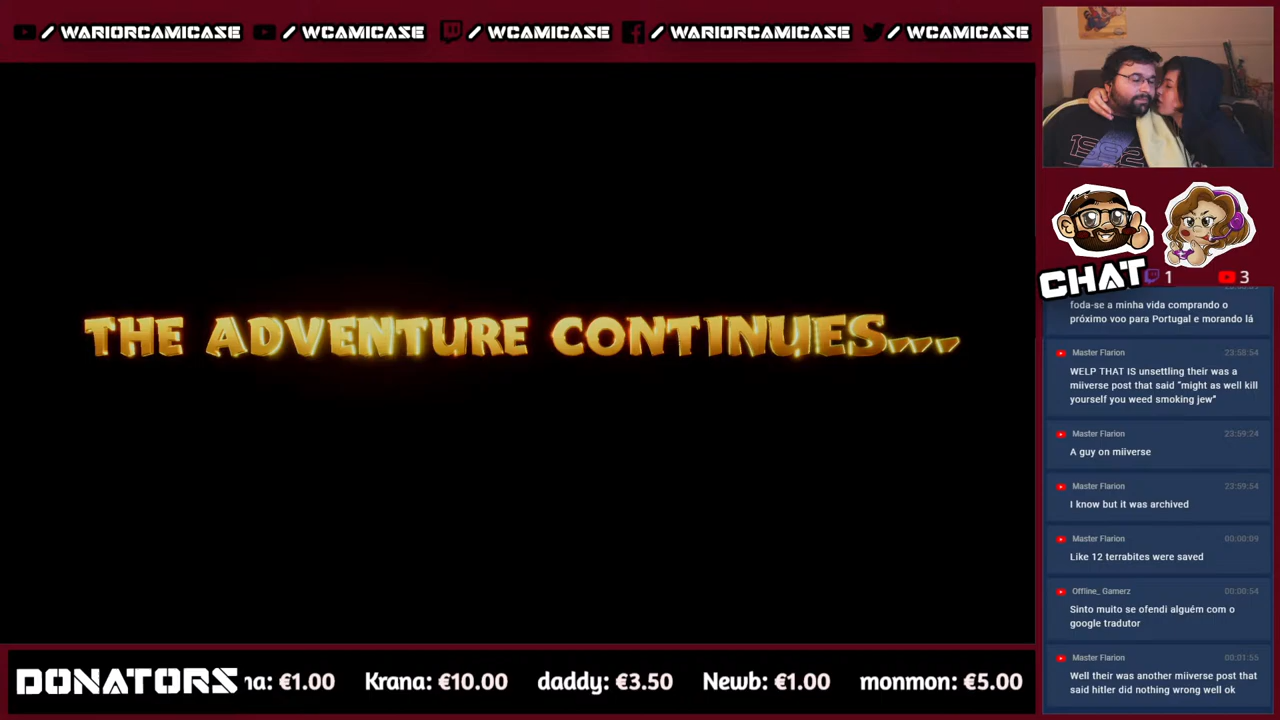 / WARIORCAMICASE / WCAMICASE / WCAMICASE / WARIORCAMICASE / WCAMICASE
THE ADVENTURE CONTINUES...
1982
CHAT 1 3
foda-se a minha vida comprando o
próximo voo para Portugal e morando lá
Master Flarion 23:58:54
WELP THAT IS unsettling their was a
miiverse post that said “might as well kill
yourself you weed smoking jew”
Master Flarion 23:59:24
A guy on miiverse
Master Flarion 23:59:54
I know but it was archived
Master Flarion 00:00:09
Like 12 terrabites were saved
Offline_ Gamerz 00:00:54
Sinto muito se ofendi alguém com o
google tradutor
Master Flarion 00:01:55
Well their was another miiverse post that
said hitler did nothing wrong well ok
DONATORS na: €1.00 Krana: €10.00 daddy: €3.50 Newb: €1.00 monmon: €5.00